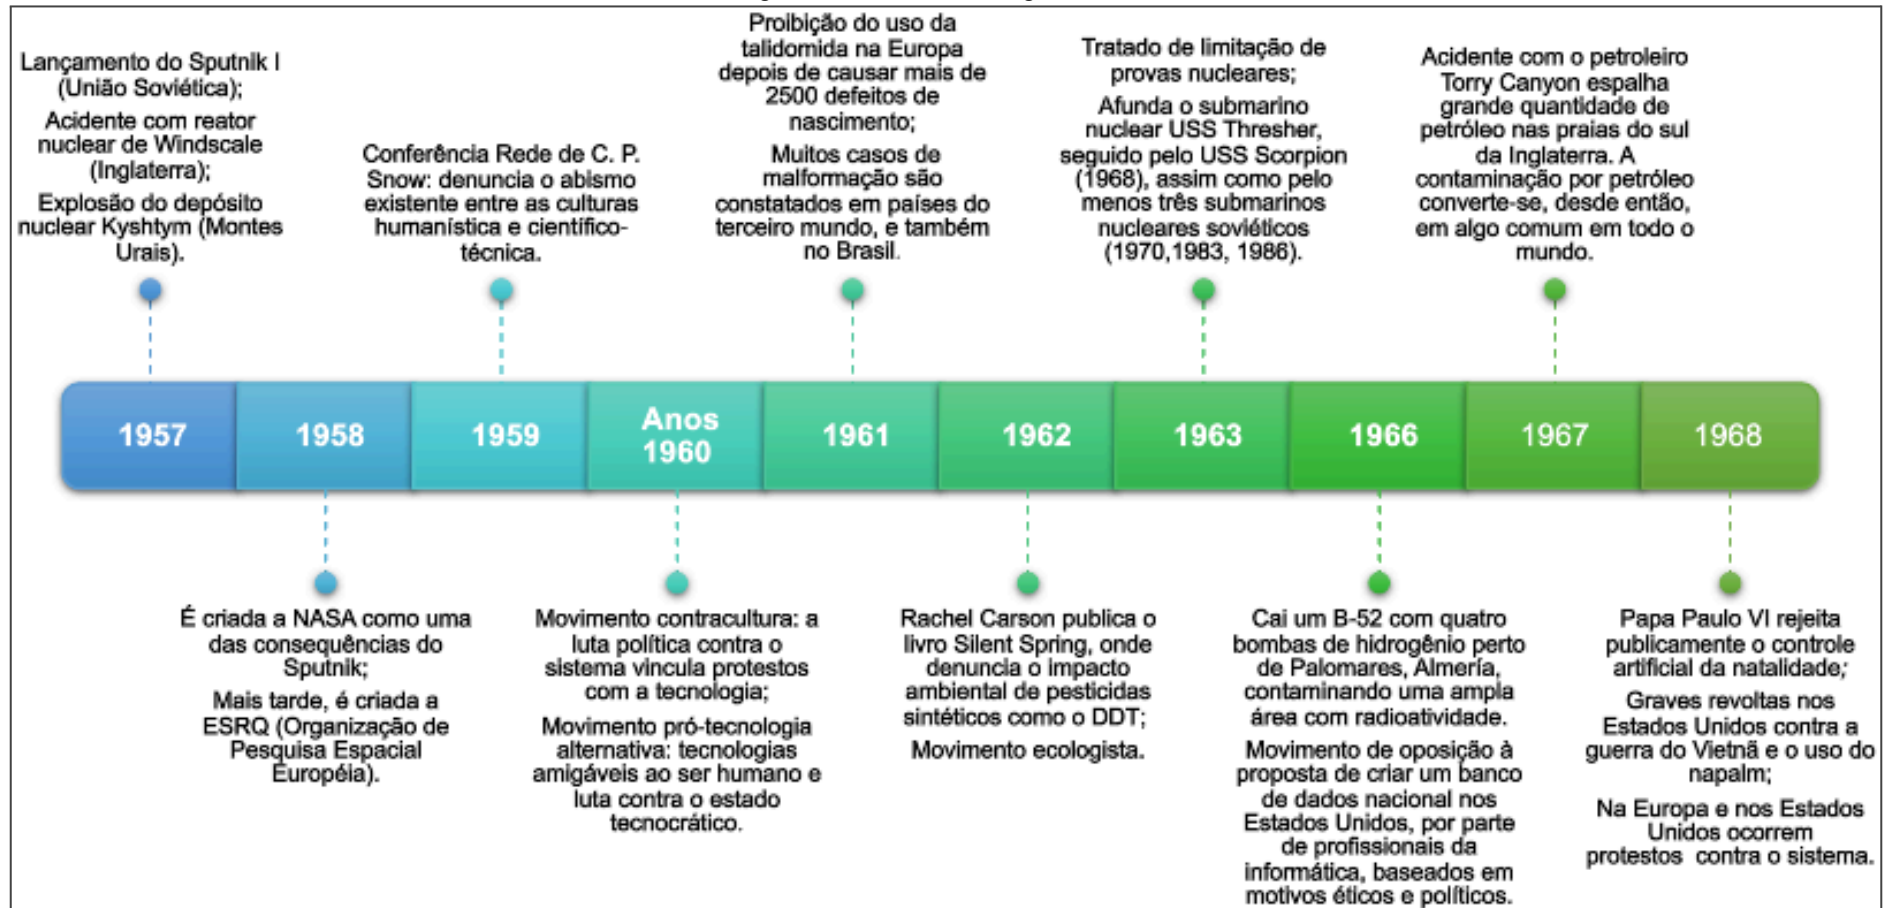 Lançamento do Sputnik I
(União Soviética);
Acidente com reator
nuclear de Windscale
(Inglaterra);
Explosão do depósito
nuclear Kyshtym (Montes
Urais).
Conferência Rede de C. P.
Snow: denuncia o abismo
existente entre as culturas
humanística e científico-
técnica.
Proibição do uso da
talidomida na Europa
depois de causar mais de
2500 defeitos de
nascimento;
Muitos casos de
malformação são
constatados em países do
terceiro mundo, e também
no Brasil.
Tratado de limitação de
provas nucleares;
Afunda o submarino
nuclear USS Thresher,
seguido pelo USS Scorpion
(1968), assim como pelo
menos três submarinos
nucleares soviéticos
(1970,1983, 1986).
Acidente com o petroleiro
Torry Canyon espalha
grande quantidade de
petróleo nas praias do sul
da Inglaterra. A
contaminação por petróleo
converte-se, desde então,
em algo comum em todo o
mundo.
1957
1958
1959
Anos
1960
1961
1962
1963
1966
1967
1968
É criada a NASA como uma
das consequências do
Sputnik;
Mais tarde, é criada a
ESRQ (Organização de
Pesquisa Espacial
Européia).
Movimento contracultura: a
luta política contra o
sistema vincula protestos
com a tecnologia;
Movimento pró-tecnologia
alternativa: tecnologias
amigáveis ao ser humano e
luta contra o estado
tecnocrático.
Rachel Carson publica o
livro Silent Spring, onde
denuncia o impacto
ambiental de pesticidas
sintéticos como o DDT;
Movimento ecologista.
Cai um B-52 com quatro
bombas de hidrogênio perto
de Palomares, Almería,
contaminando uma ampla
área com radioatividade.
Movimento de oposição à
proposta de criar um banco
de dados nacional nos
Estados Unidos, por parte
de profissionais da
informática, baseados em
motivos éticos e políticos.
Papa Paulo VI rejeita
publicamente o controle
artificial da natalidade;
Graves revoltas nos
Estados Unidos contra a
guerra do Vietnã e o uso do
napalm;
Na Europa e nos Estados
Unidos ocorrem
protestos contra o sistema.